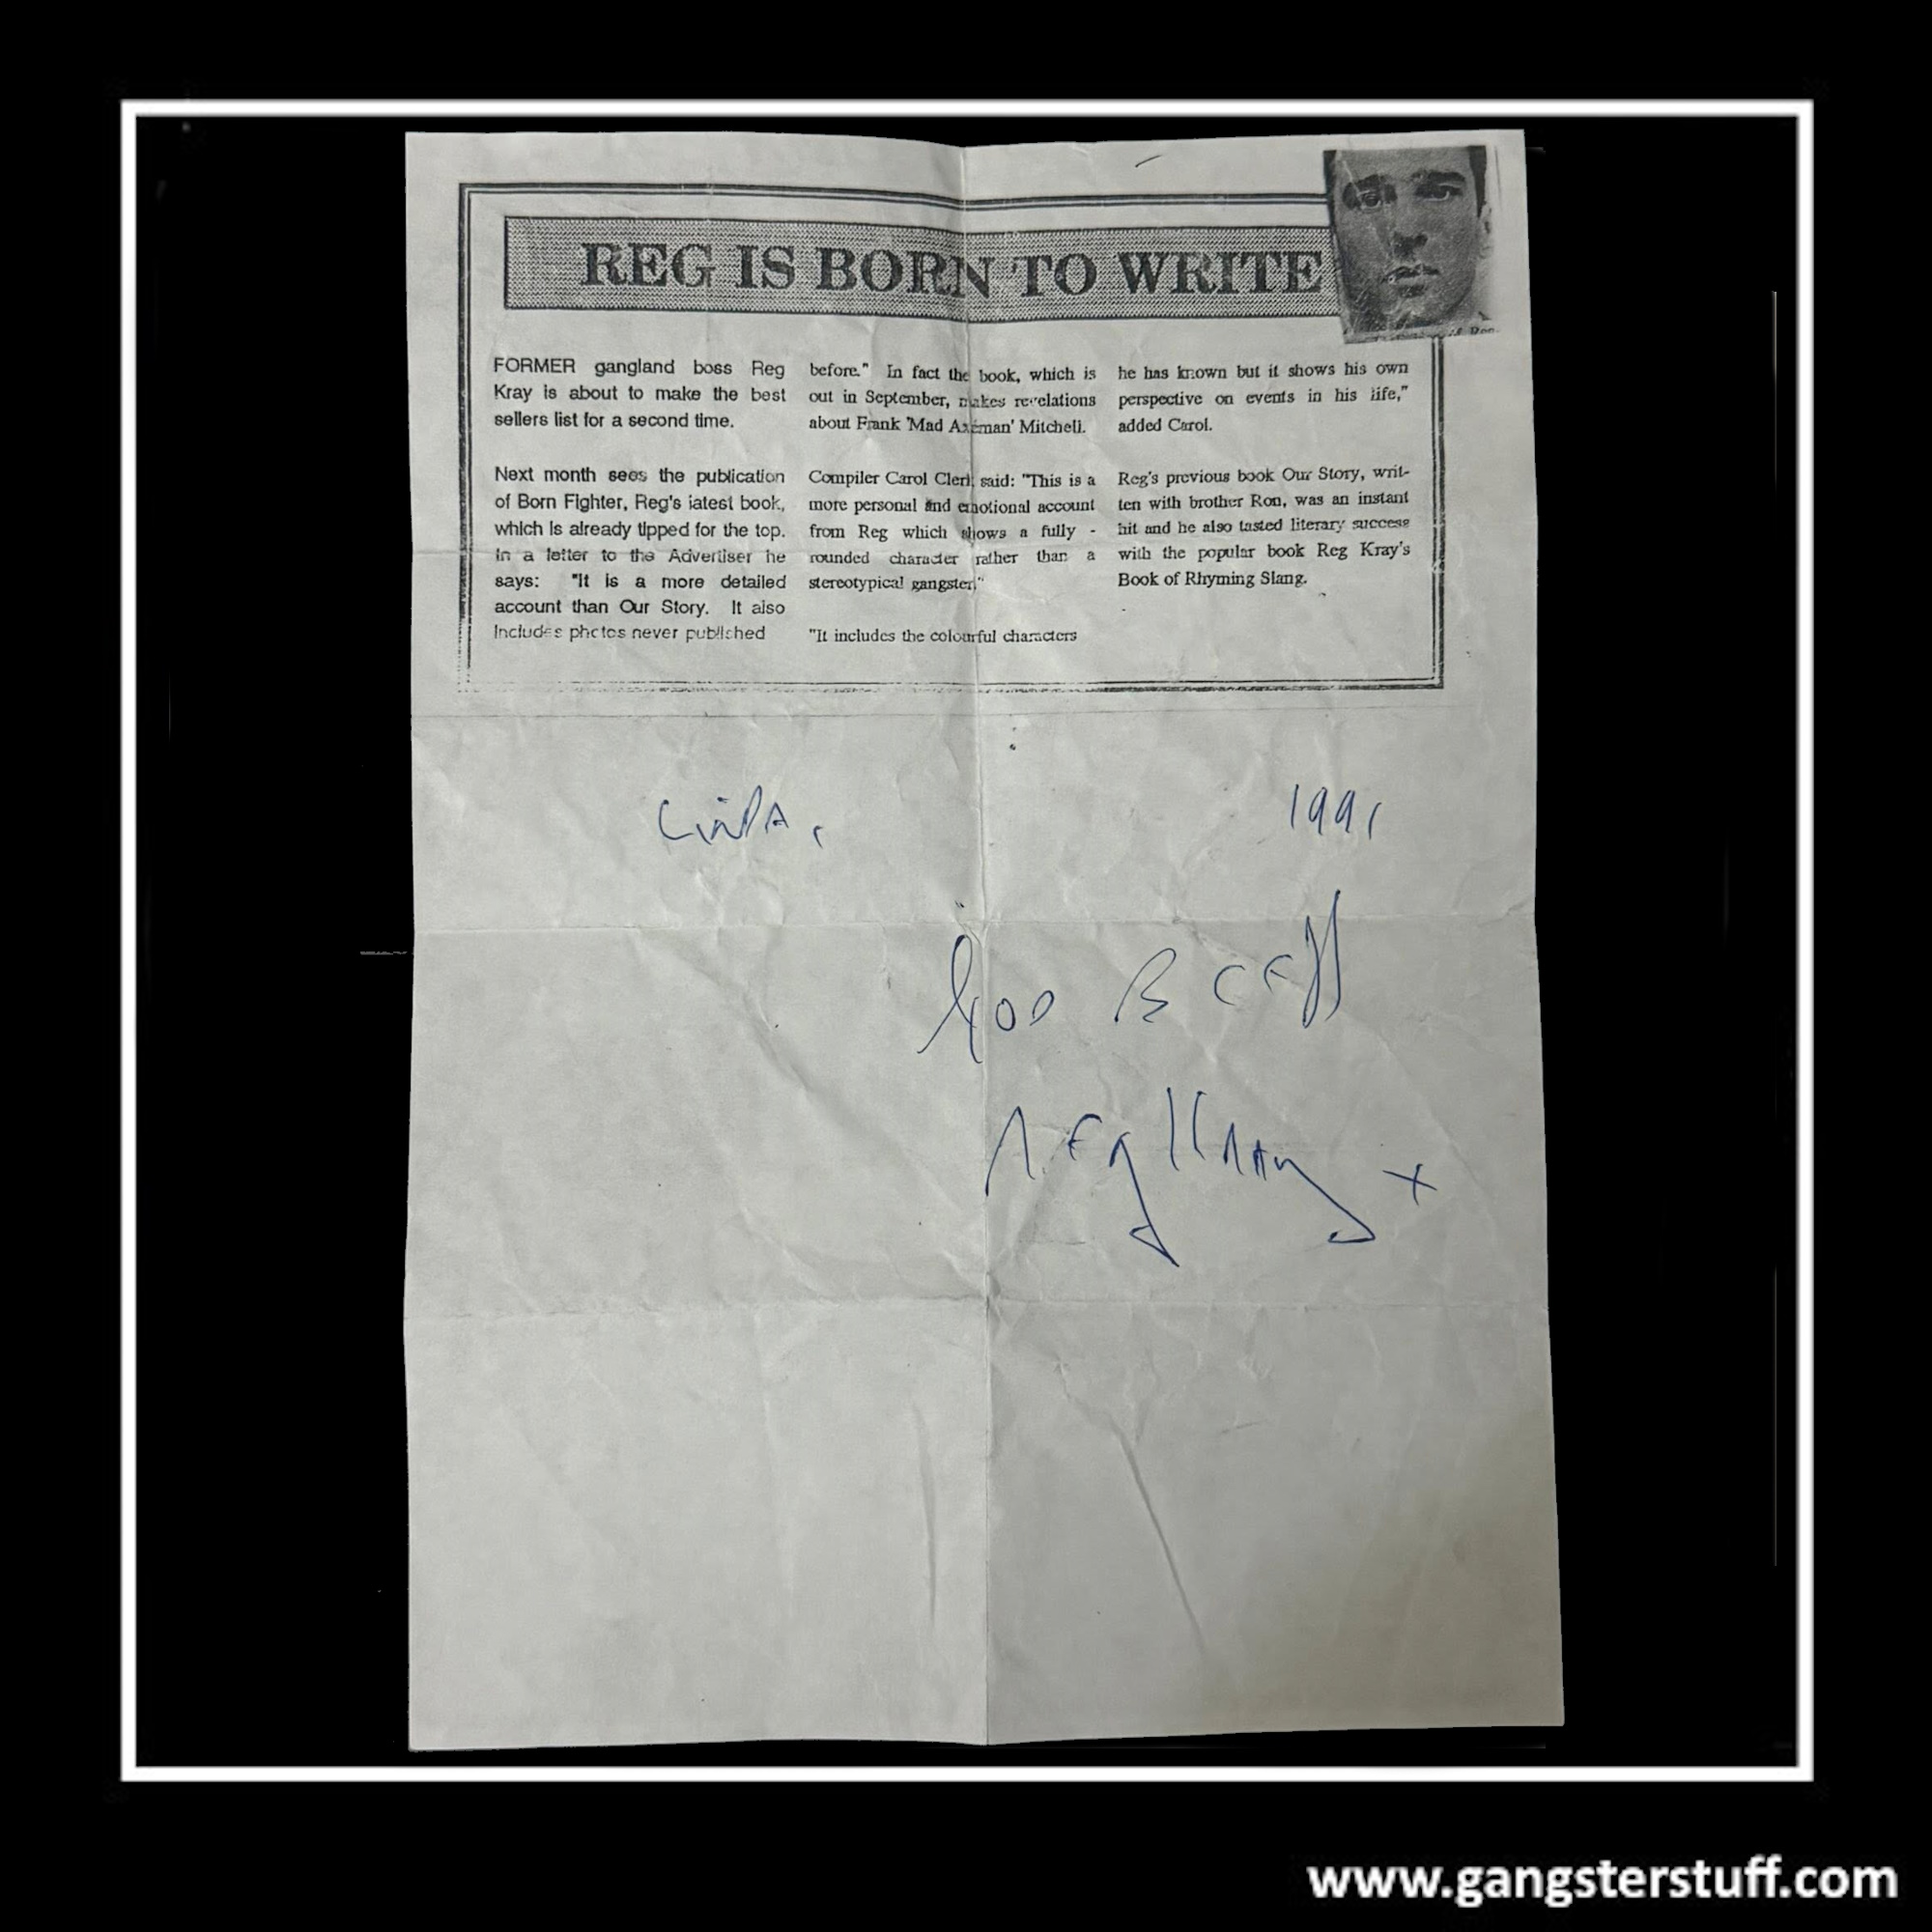 REG IS BORN TO WRITE
FORMER gangland boss Reg
Kray is about to make the best
sellers list for a second time.
Next month sees the publication
of Born Fighter, Reg's latest book,
which is already tipped for the top.
In a letter to the Advertiser he
says: "It is a more detailed
account than Our Story. It also
includes photos never published
before." In fact the book, which is
out in September, makes revelations
about Frank 'Mad Axeman' Mitchell.
Compiler Carol Clerk said: "This is a
more personal and emotional account
from Reg which shows a fully -
rounded character rather than a
stereotypical gangster."
"It includes the colourful characters
he has known but it shows his own
perspective on events in his life,"
added Carol.
Reg's previous book Our Story, writ-
ten with brother Ron, was an instant
hit and he also tasted literary success
with the popular book Reg Kray's
Book of Rhyming Slang.
Linda,
1991
God Bless
Reg Kray x
www.gangsterstuff.com